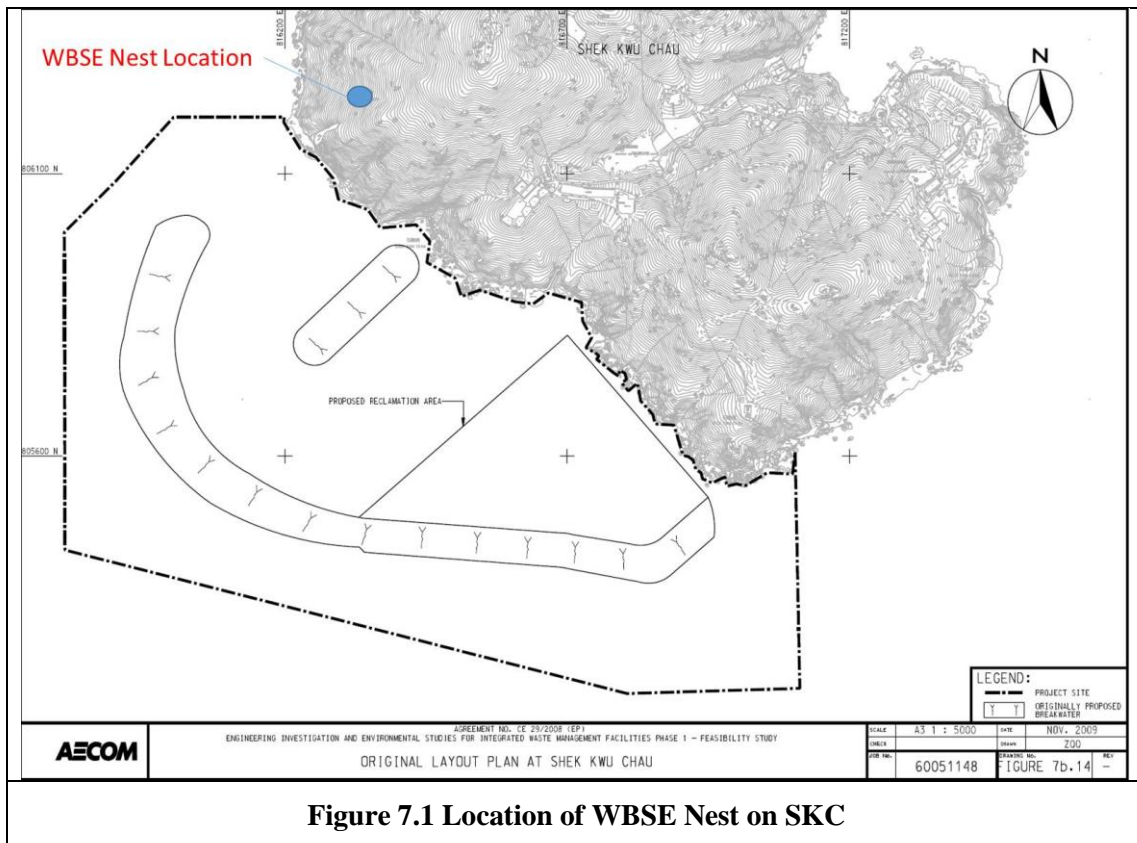 816200 E
816700 E
817200 E
SHEK KWU CHAU
WBSE Nest Location
N
806100 N
PROPOSED RECLAMATION AREA
805600 N
LEGEND:
PROJECT SITE
ORIGINALLY PROPOSED
BREAKWATER
AECOM
AGREEMENT NO. CE 29/2008 (EP)
ENGINEERING INVESTIGATION AND ENVIRONMENTAL STUDIES FOR INTEGRATED WASTE MANAGEMENT FACILITIES PHASE 1 – FEASIBILITY STUDY
ORIGINAL LAYOUT PLAN AT SHEK KWU CHAU
SCALE A3 1 : 5000 DATE NOV. 2009
CHECK DRAWN ZQQ
JOB No. 60051148 DRAWING No. FIGURE 7b.14 REV -
Figure 7.1 Location of WBSE Nest on SKC